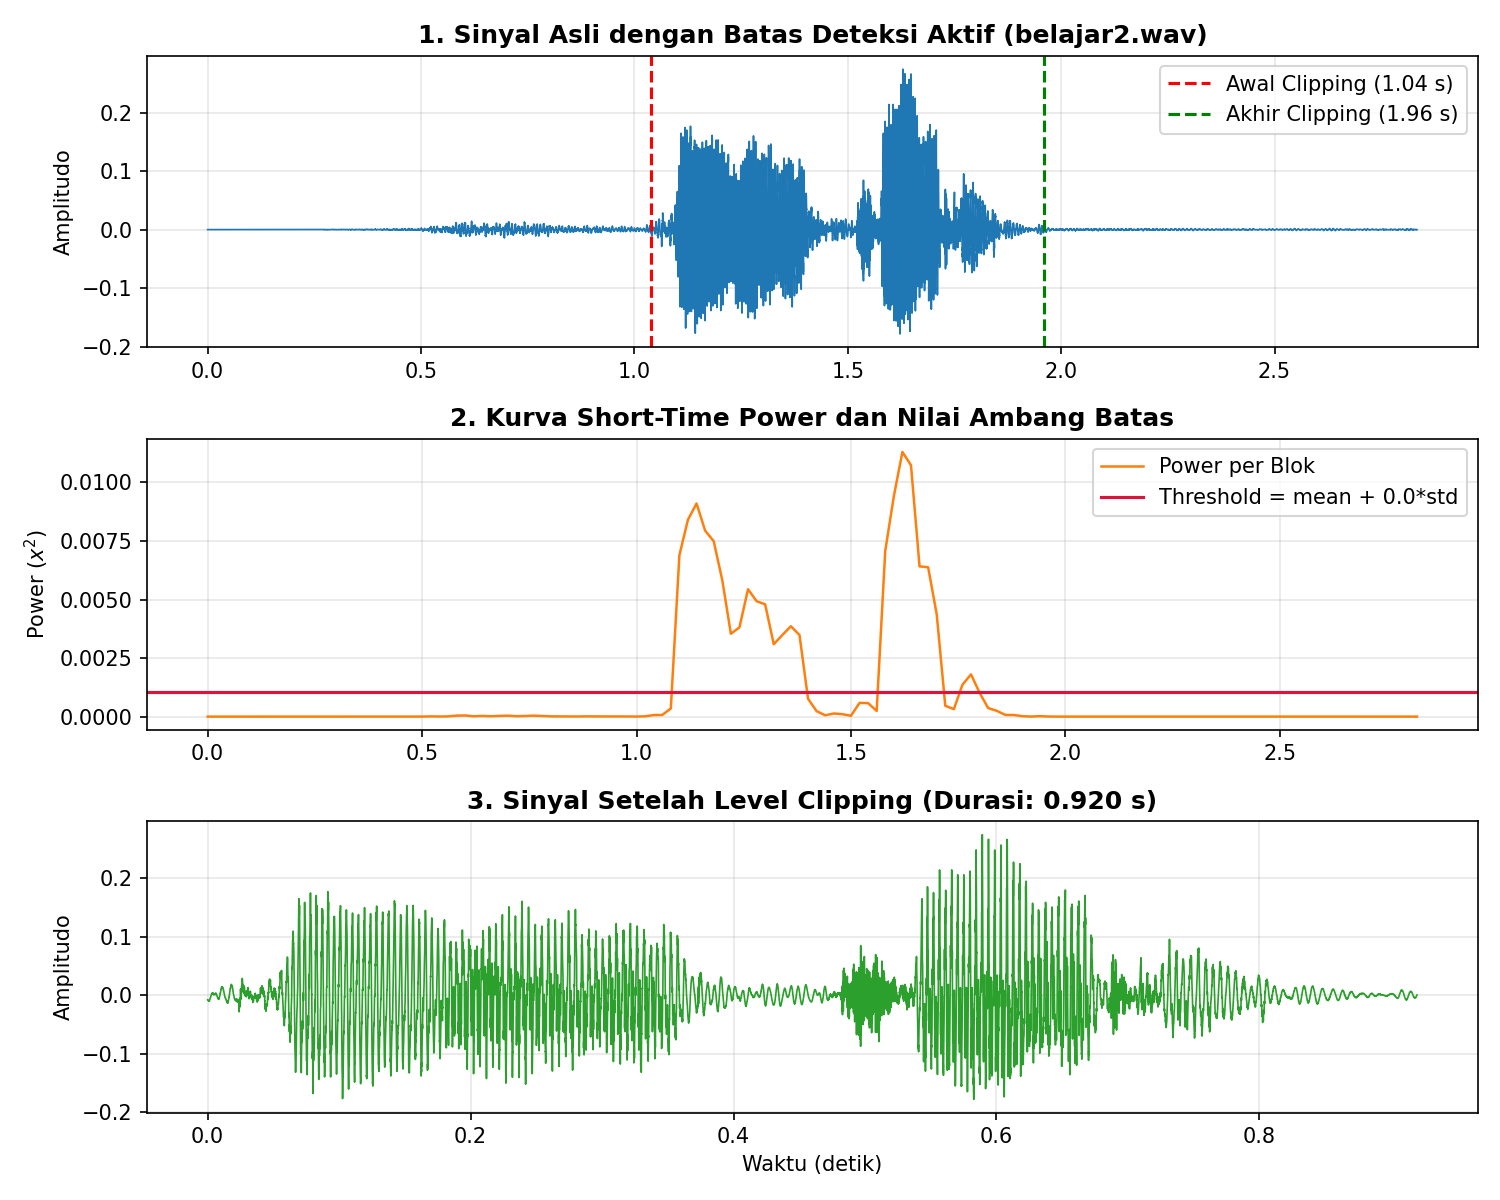 1. Sinyal Asli dengan Batas Deteksi Aktif (belajar2.wav)
Amplitudo
0.2
0.1
0.0
−0.1
−0.2
Awal Clipping (1.04 s)
Akhir Clipping (1.96 s)
0.0 0.5 1.0 1.5 2.0 2.5
2. Kurva Short-Time Power dan Nilai Ambang Batas
Power (x²)
0.0100
0.0075
0.0050
0.0025
0.0000
Power per Blok
Threshold = mean + 0.0*std
0.0 0.5 1.0 1.5 2.0 2.5
3. Sinyal Setelah Level Clipping (Durasi: 0.920 s)
Amplitudo
0.2
0.1
0.0
−0.1
−0.2
0.0 0.2 0.4 0.6 0.8
Waktu (detik)